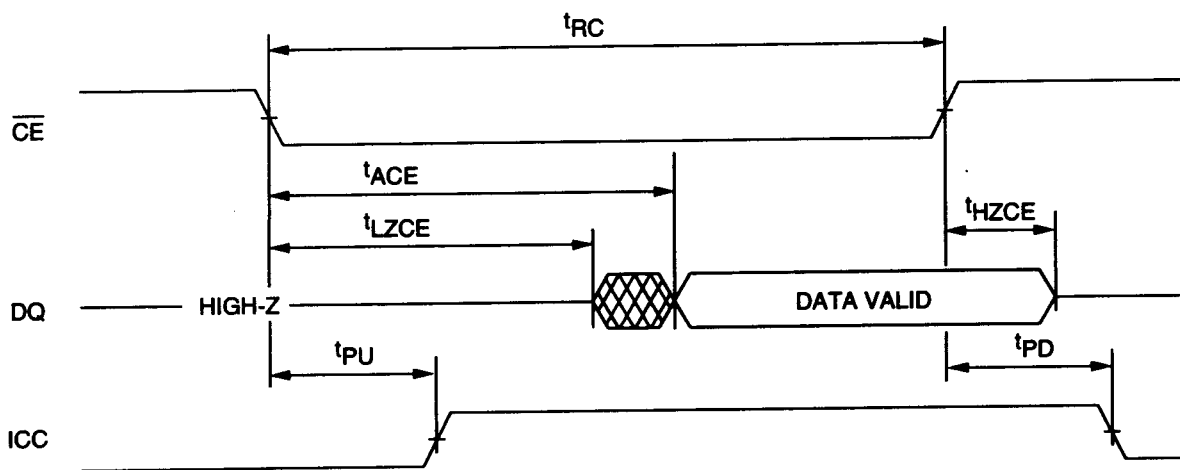 tRC
CE
tACE
tLZCE
tHZCE
DQ
HIGH-Z
DATA VALID
tPU
tPD
ICC